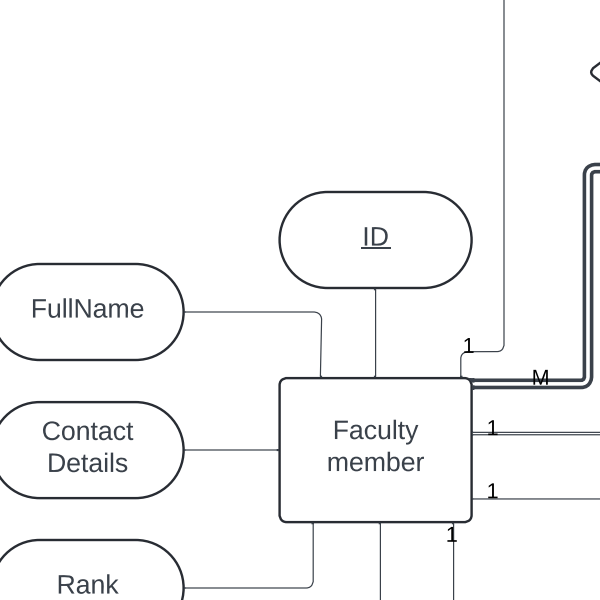 ID
FullName
1
M
Contact
Details
Faculty
member
1
1
1
Rank